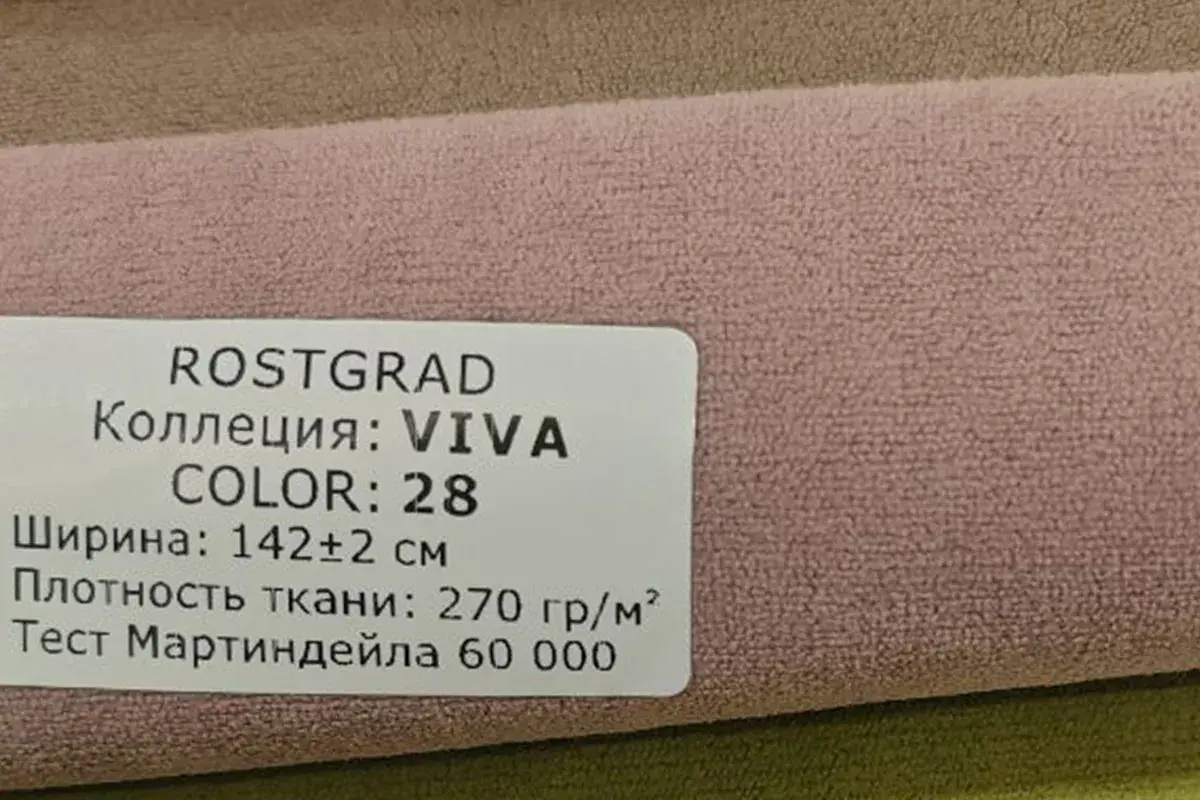 ROSTGRAD
Коллеция: VIVA
COLOR: 28
Ширина: 142±2 см
Плотность ткани: 270 гр/м²
Тест Мартиндейла 60 000